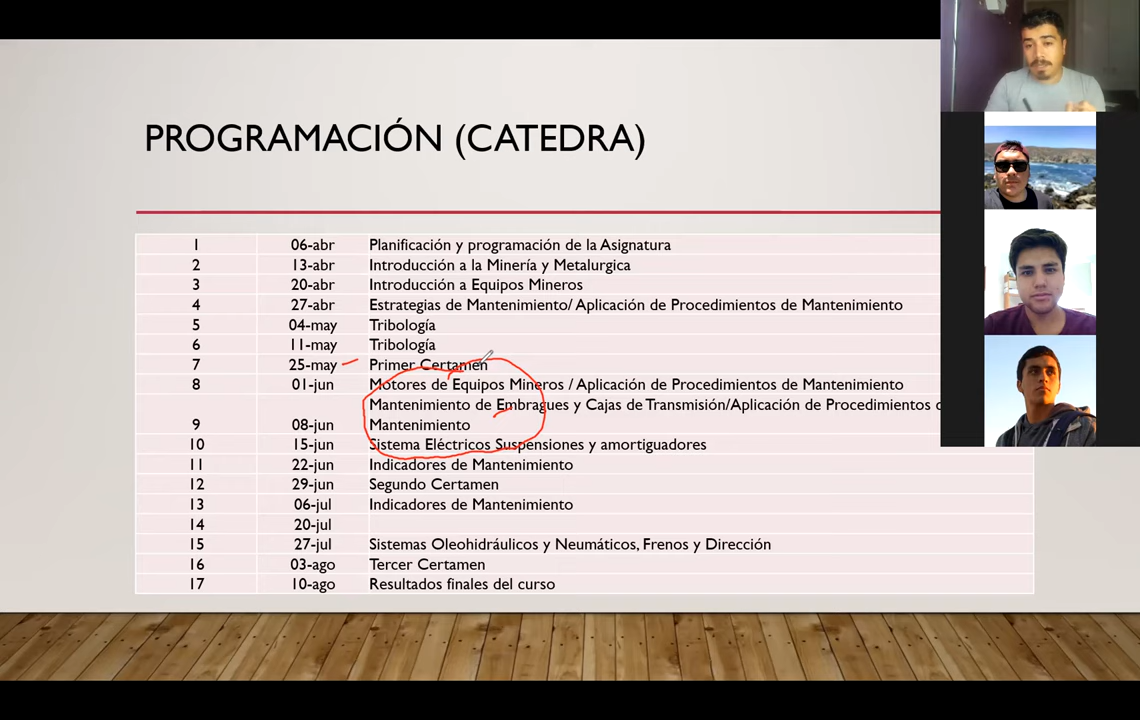 PROGRAMACIÓN (CATEDRA)
1 06-abr Planificación y programación de la Asignatura
2 13-abr Introducción a la Minería y Metalurgica
3 20-abr Introducción a Equipos Mineros
4 27-abr Estrategias de Mantenimiento/ Aplicación de Procedimientos de Mantenimiento
5 04-may Tribología
6 11-may Tribología
7 25-may Primer Certamen
8 01-jun Motores de Equipos Mineros / Aplicación de Procedimientos de Mantenimiento
Mantenimiento de Embragues y Cajas de Transmisión/Aplicación de Procedimientos
9 08-jun Mantenimiento
10 15-jun Sistema Eléctricos Suspensiones y amortiguadores
11 22-jun Indicadores de Mantenimiento
12 29-jun Segundo Certamen
13 06-jul Indicadores de Mantenimiento
14 20-jul
15 27-jul Sistemas Oleohidráulicos y Neumáticos, Frenos y Dirección
16 03-ago Tercer Certamen
17 10-ago Resultados finales del curso